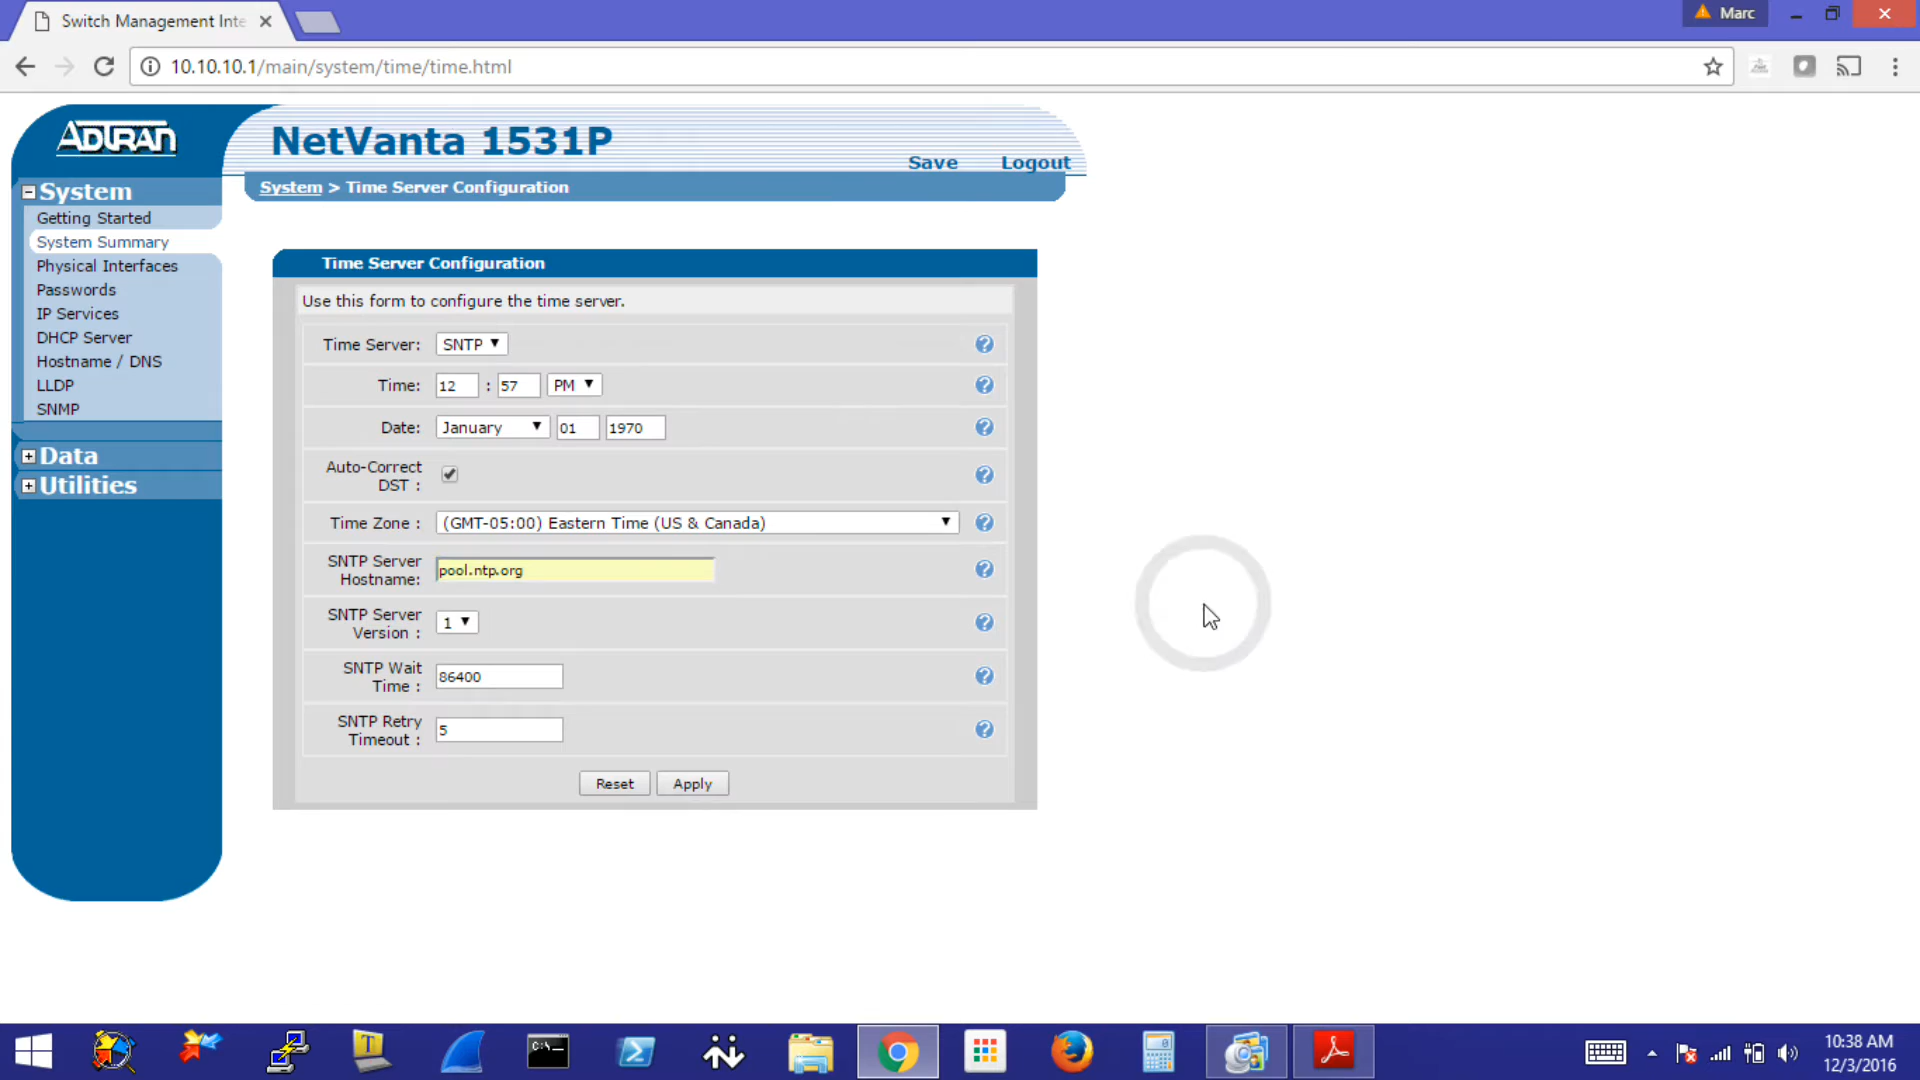 Switch Management Inte
Marc
10.10.10.1/main/system/time/time.html
ADTRAN
NetVanta 1531P
Save Logout
System > Time Server Configuration
System
Getting Started
System Summary
Physical Interfaces
Passwords
IP Services
DHCP Server
Hostname / DNS
LLDP
SNMP
Data
Utilities
Time Server Configuration
Use this form to configure the time server.
Time Server: SNTP
Time: 12 : 57 PM
Date: January 01 1970
Auto-Correct
DST :
Time Zone : (GMT-05:00) Eastern Time (US & Canada)
SNTP Server
Hostname: pool.ntp.org
SNTP Server
Version : 1
SNTP Wait
Time : 86400
SNTP Retry
Timeout : 5
Reset Apply
10:38 AM
12/3/2016